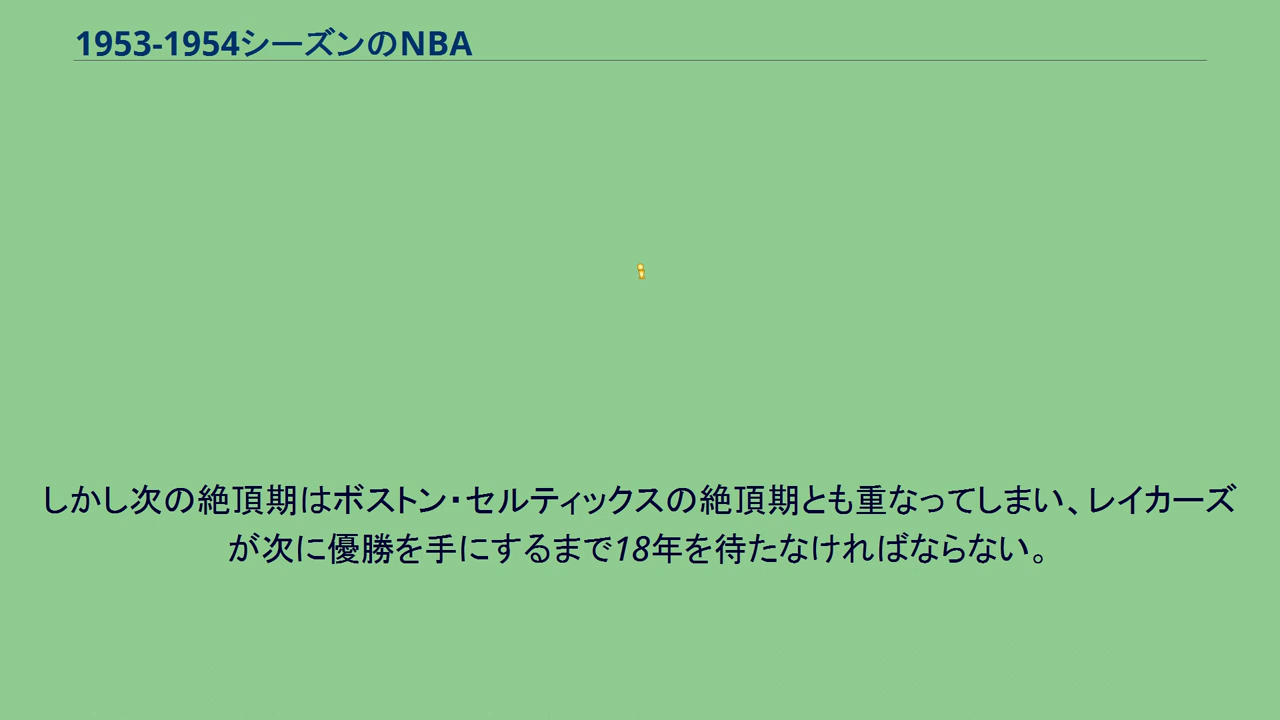 1953-1954シーズンのNBA
しかし次の絶頂期はボストン・セルティックスの絶頂期とも重なってしまい、レイカーズ
が次に優勝を手にするまで18年を待たなければならない。